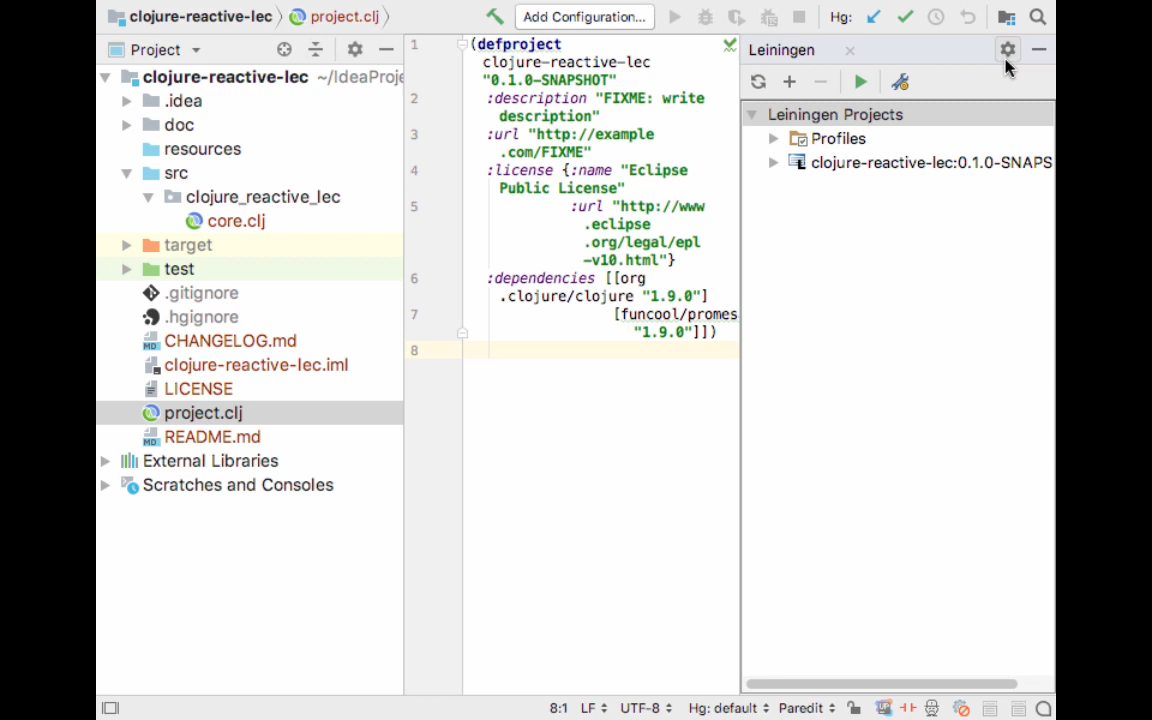 clojure-reactive-lec project.clj Add Configuration... Hg:
Project
clojure-reactive-lec ~/IdeaProje
.idea
doc
resources
src
clojure_reactive_lec
core.clj
target
test
.gitignore
.hgignore
CHANGELOG.md
clojure-reactive-lec.iml
LICENSE
project.clj
README.md
External Libraries
Scratches and Consoles
1 (defproject
clojure-reactive-lec
"0.1.0-SNAPSHOT"
2 :description "FIXME: write
description"
3 :url "http://example
.com/FIXME"
4 :license {:name "Eclipse
Public License"
5 :url "http://www
.eclipse
.org/legal/epl
-v10.html"}
6 :dependencies [[org
.clojure/clojure "1.9.0"]
7 [funcool/promes
"1.9.0"]])
8
Leiningen
Leiningen Projects
Profiles
clojure-reactive-lec:0.1.0-SNAPS
8:1 LF UTF-8 Hg: default Paredit